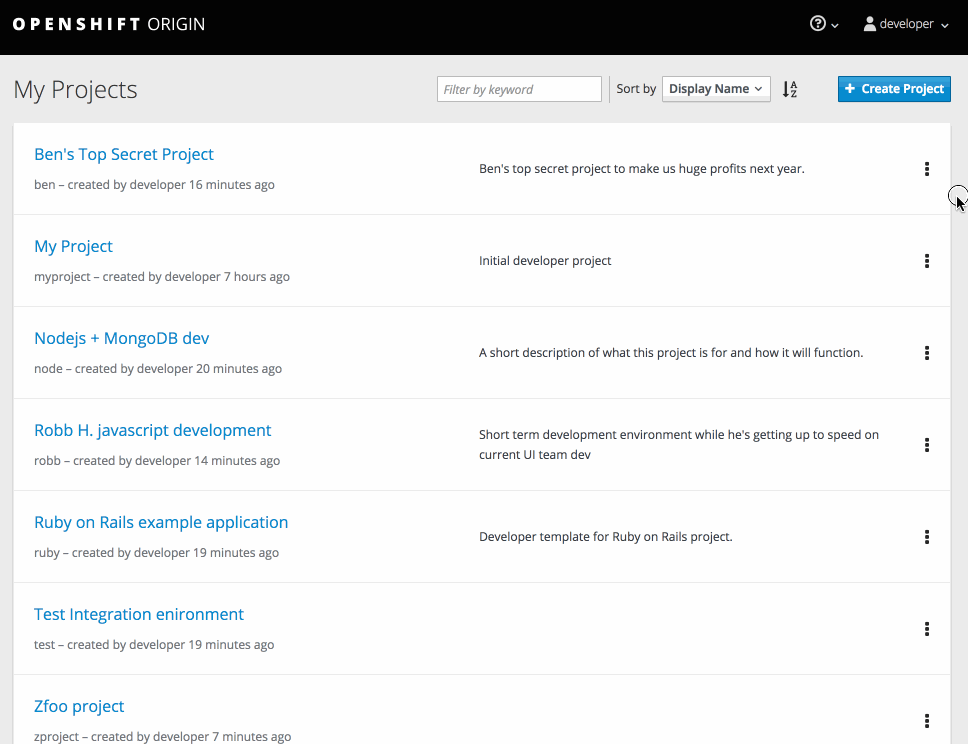 OPENSHIFT ORIGIN
developer
My Projects
Filter by keyword
Sort by
Display Name
Create Project
Ben's Top Secret Project
ben – created by developer 16 minutes ago
Ben's top secret project to make us huge profits next year.
My Project
myproject – created by developer 7 hours ago
Initial developer project
Nodejs + MongoDB dev
node – created by developer 20 minutes ago
A short description of what this project is for and how it will function.
Robb H. javascript development
robb – created by developer 14 minutes ago
Short term development environment while he's getting up to speed on
current UI team dev
Ruby on Rails example application
ruby – created by developer 19 minutes ago
Developer template for Ruby on Rails project.
Test Integration enironment
test – created by developer 19 minutes ago
Zfoo project
zproject – created by developer 7 minutes ago